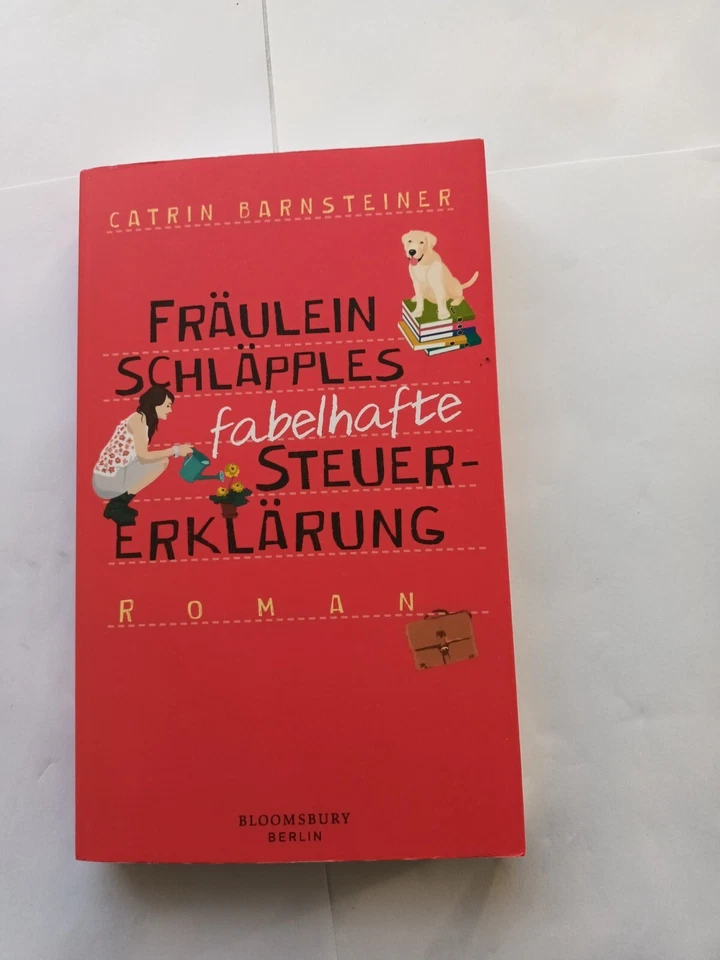 CATRIN BARNSTEINER
FRÄULEIN
SCHLÄPPLES
fabelhafte
STEUER-
ERKLÄRUNG
ROMAN
BLOOMSBURY
BERLIN